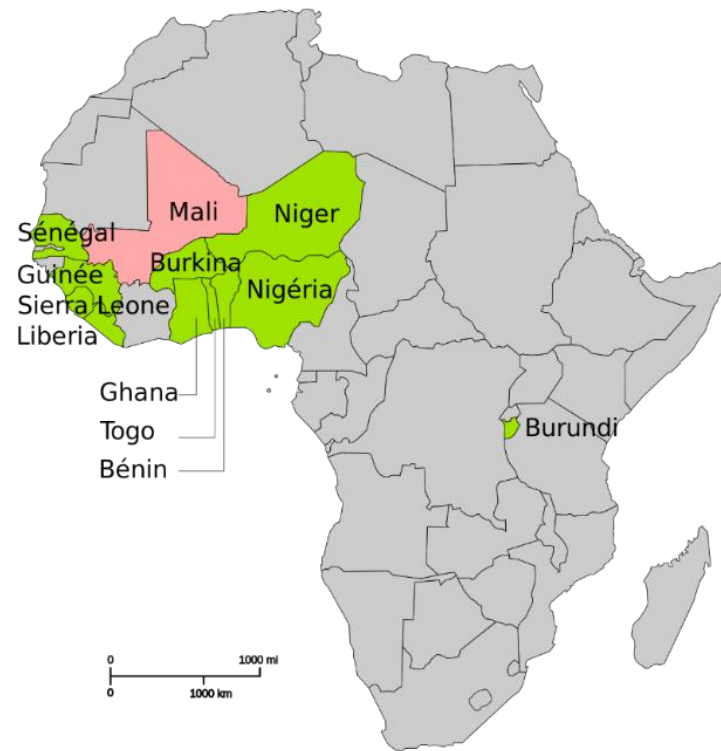 Mali
Niger
Sénégal
Burkina
Guinée
Nigéria
Sierra Leone
Liberia
Ghana
Togo
Burundi
Bénin
0 1000 mi
0 1000 km